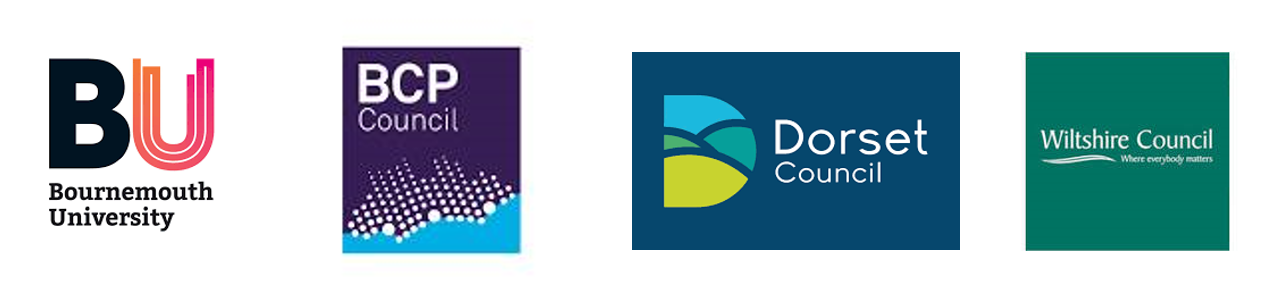 BU
Bournemouth
University
BCP
Council
Dorset
Council
Wiltshire Council
Where everybody matters